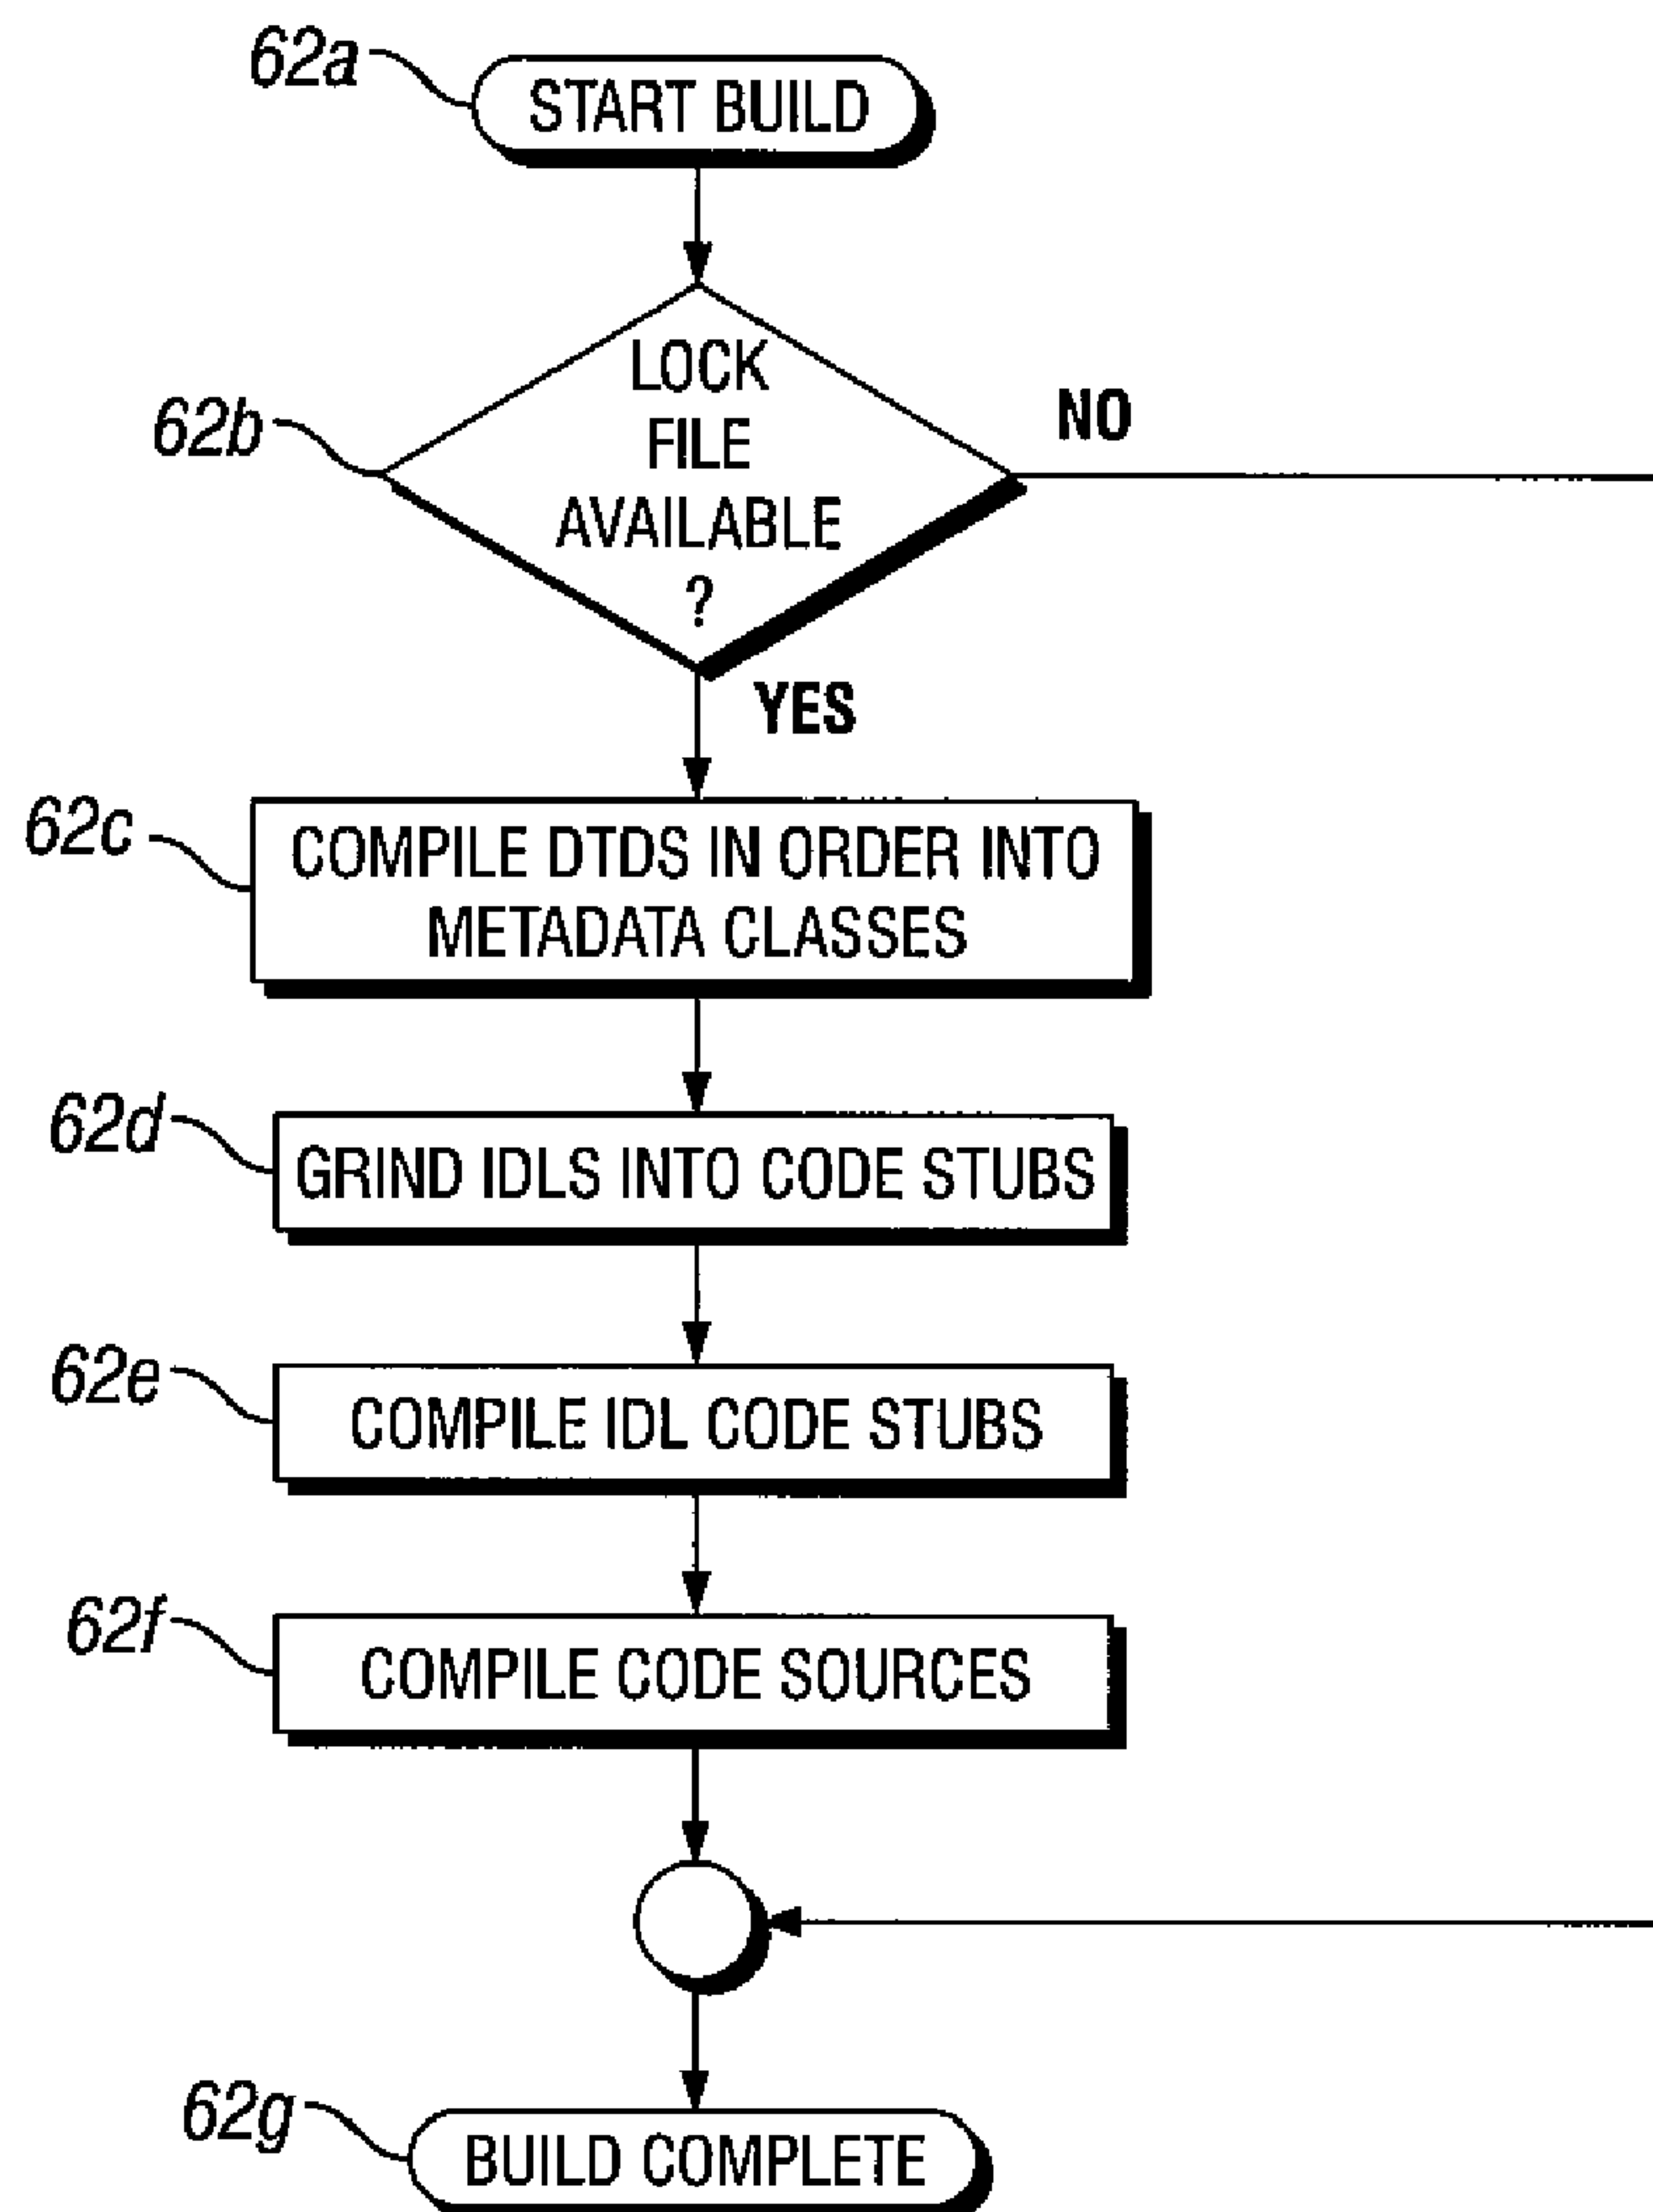 62a
START BUILD
62b
LOCK
FILE
AVAILABLE
?
NO
YES
62c
COMPILE DTDS IN ORDER INTO
METADATA CLASSES
62d
GRIND IDLS INTO CODE STUBS
62e
COMPILE IDL CODE STUBS
62f
COMPILE CODE SOURCES
62g
BUILD COMPLETE